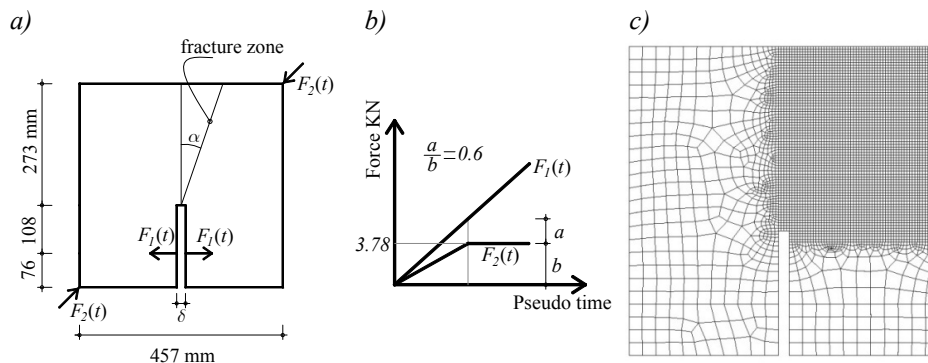 a)
fracture zone
F₂(t)
273 mm
α
108
F₁(t) F₁(t)
76
F₂(t)
δ
457 mm
b)
Force KN
a/b=0.6
F₁(t)
3.78
F₂(t)
a
b
Pseudo time
c)